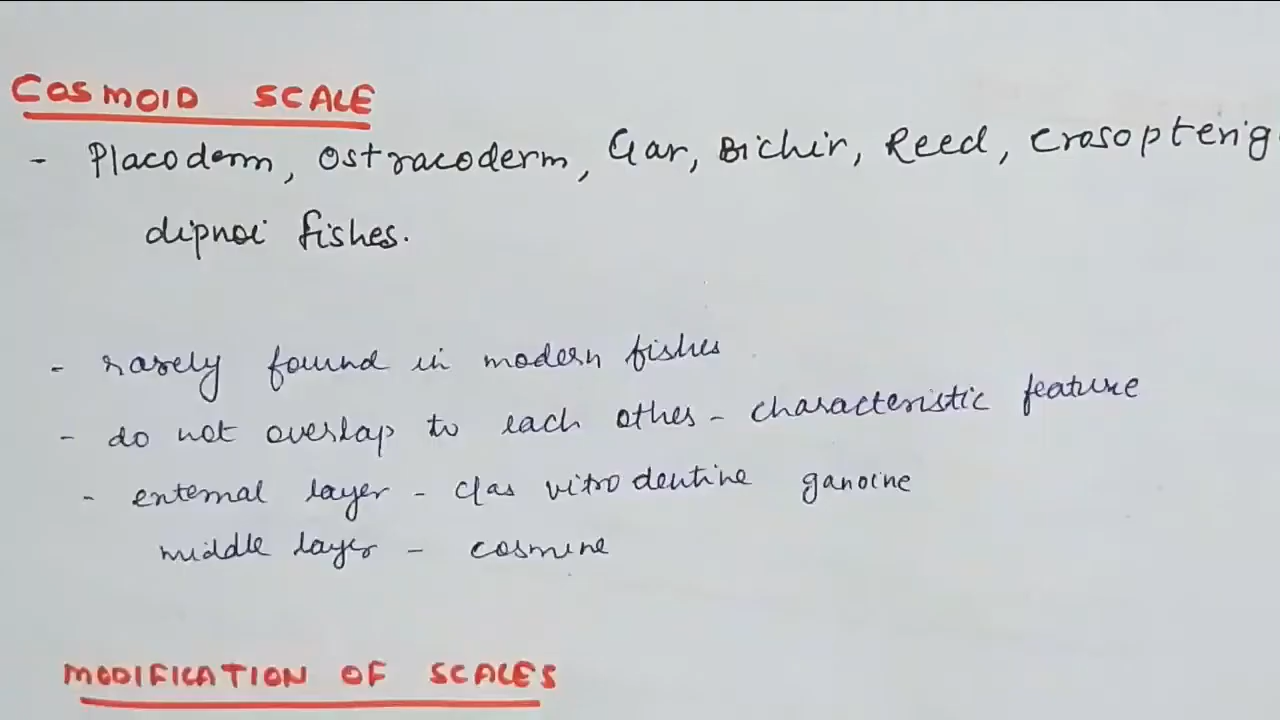 COSMOID SCALE
- Placoderm, Ostracoderm, Gar, Bichir, Reed, Crosopterig
dipnoi fishes.
- rarely found in modern fishes
- do not overlap to each other - characteristic feature
- external layer - clas vitrodentine ganoine
middle layer - cosmine
MODIFICATION OF SCALES